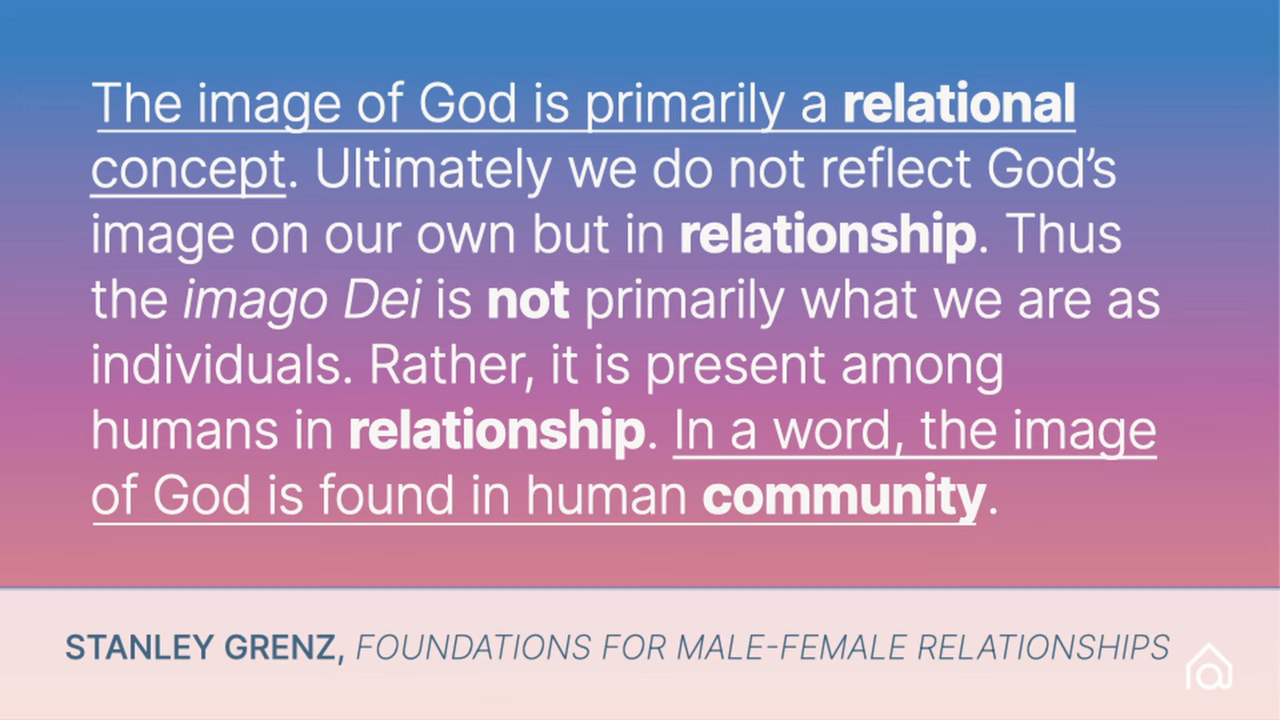 The image of God is primarily a relational
concept. Ultimately we do not reflect God’s
image on our own but in relationship. Thus
the imago Dei is not primarily what we are as
individuals. Rather, it is present among
humans in relationship. In a word, the image
of God is found in human community.
STANLEY GRENZ, FOUNDATIONS FOR MALE-FEMALE RELATIONSHIPS